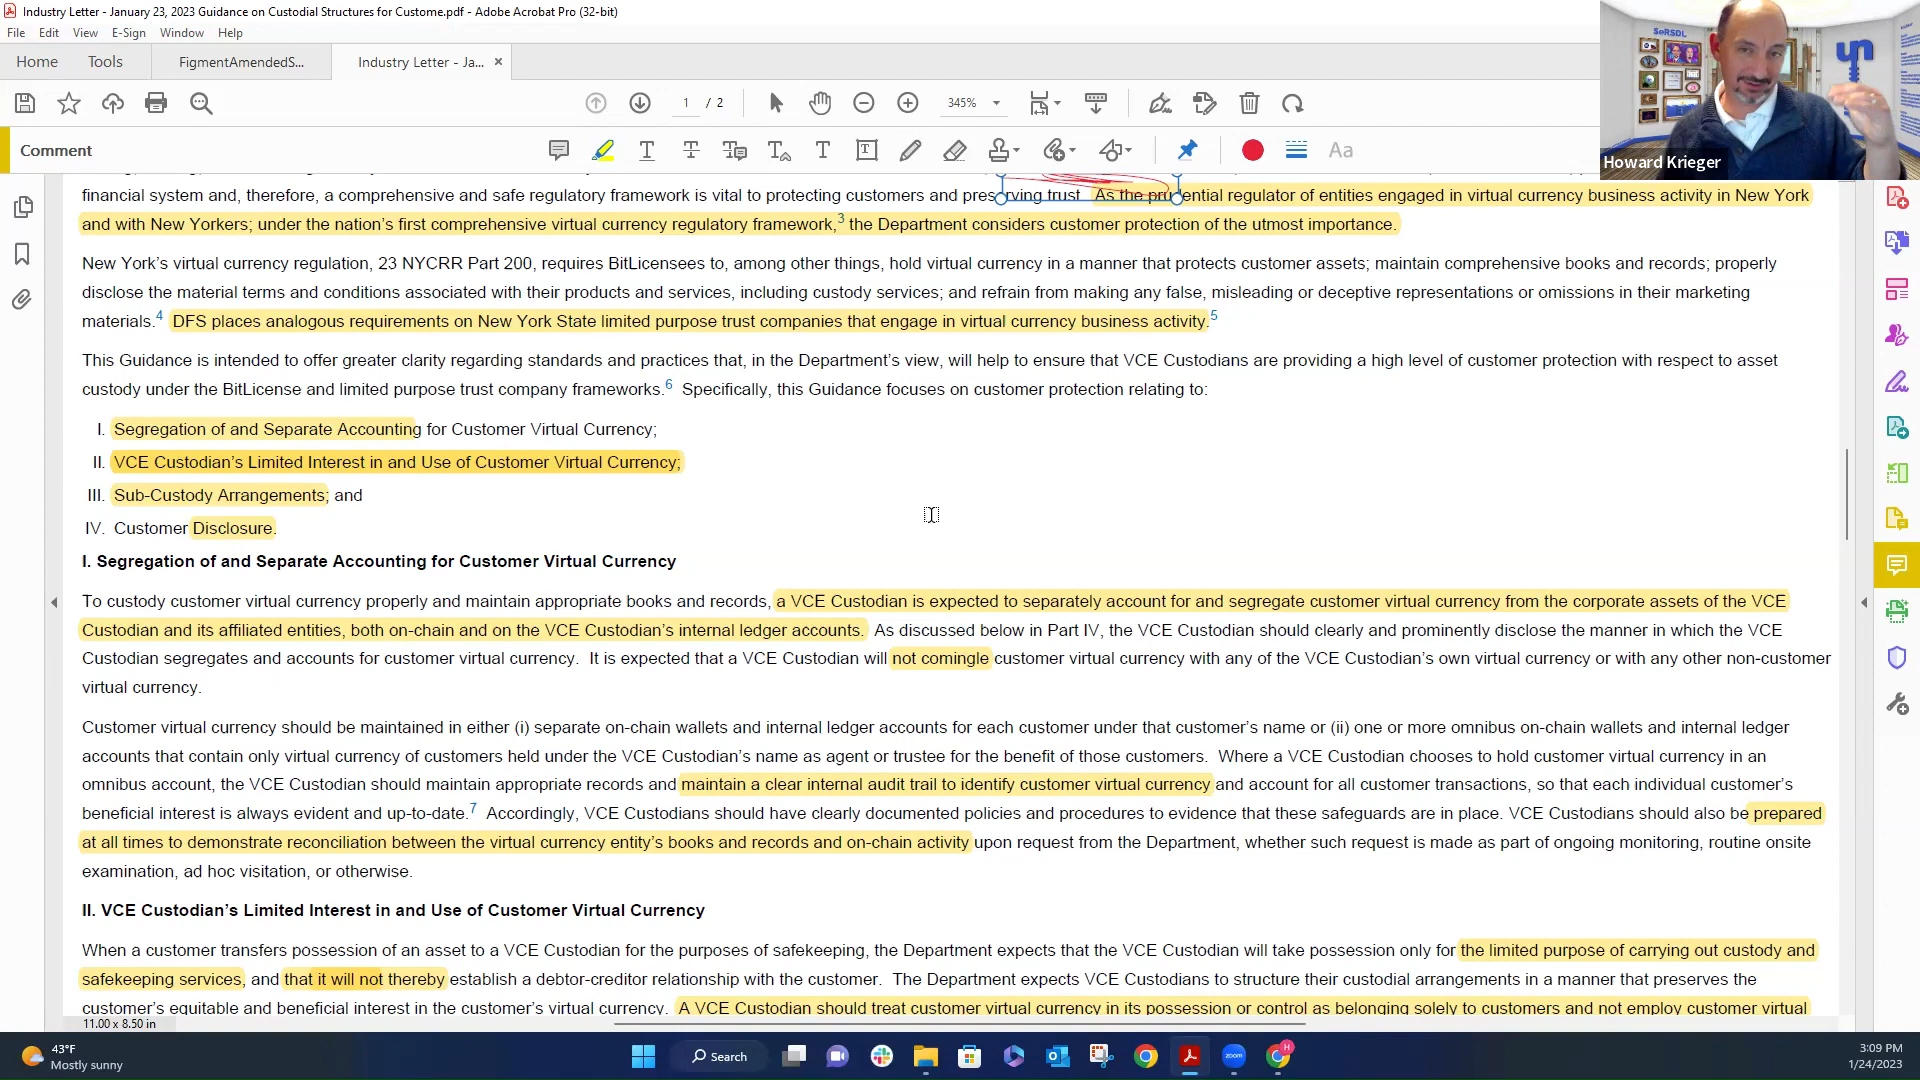 Industry Letter - January 23, 2023 Guidance on Custodial Structures for Custome.pdf - Adobe Acrobat Pro (32-bit)
File Edit View E-Sign Window Help
Home Tools FigmentAmendedS... Industry Letter - Ja... ×
1 / 2 345%
Comment
Aa
SeRSDL
un
Howard Krieger
financial system and, therefore, a comprehensive and safe regulatory framework is vital to protecting customers and preserving trust. As the prudential regulator of entities engaged in virtual currency business activity in New York
and with New Yorkers; under the nation's first comprehensive virtual currency regulatory framework,3 the Department considers customer protection of the utmost importance.
New York's virtual currency regulation, 23 NYCRR Part 200, requires BitLicensees to, among other things, hold virtual currency in a manner that protects customer assets; maintain comprehensive books and records; properly
disclose the material terms and conditions associated with their products and services, including custody services; and refrain from making any false, misleading or deceptive representations or omissions in their marketing
materials.4 DFS places analogous requirements on New York State limited purpose trust companies that engage in virtual currency business activity.5
This Guidance is intended to offer greater clarity regarding standards and practices that, in the Department's view, will help to ensure that VCE Custodians are providing a high level of customer protection with respect to asset
custody under the BitLicense and limited purpose trust company frameworks.6 Specifically, this Guidance focuses on customer protection relating to:
I. Segregation of and Separate Accounting for Customer Virtual Currency;
II. VCE Custodian's Limited Interest in and Use of Customer Virtual Currency;
III. Sub-Custody Arrangements; and
IV. Customer Disclosure.
I. Segregation of and Separate Accounting for Customer Virtual Currency
To custody customer virtual currency properly and maintain appropriate books and records, a VCE Custodian is expected to separately account for and segregate customer virtual currency from the corporate assets of the VCE
Custodian and its affiliated entities, both on-chain and on the VCE Custodian's internal ledger accounts. As discussed below in Part IV, the VCE Custodian should clearly and prominently disclose the manner in which the VCE
Custodian segregates and accounts for customer virtual currency. It is expected that a VCE Custodian will not comingle customer virtual currency with any of the VCE Custodian's own virtual currency or with any other non-customer
virtual currency.
Customer virtual currency should be maintained in either (i) separate on-chain wallets and internal ledger accounts for each customer under that customer's name or (ii) one or more omnibus on-chain wallets and internal ledger
accounts that contain only virtual currency of customers held under the VCE Custodian's name as agent or trustee for the benefit of those customers. Where a VCE Custodian chooses to hold customer virtual currency in an
omnibus account, the VCE Custodian should maintain appropriate records and maintain a clear internal audit trail to identify customer virtual currency and account for all customer transactions, so that each individual customer's
beneficial interest is always evident and up-to-date.7 Accordingly, VCE Custodians should have clearly documented policies and procedures to evidence that these safeguards are in place. VCE Custodians should also be prepared
at all times to demonstrate reconciliation between the virtual currency entity's books and records and on-chain activity upon request from the Department, whether such request is made as part of ongoing monitoring, routine onsite
examination, ad hoc visitation, or otherwise.
II. VCE Custodian's Limited Interest in and Use of Customer Virtual Currency
When a customer transfers possession of an asset to a VCE Custodian for the purposes of safekeeping, the Department expects that the VCE Custodian will take possession only for the limited purpose of carrying out custody and
safekeeping services, and that it will not thereby establish a debtor-creditor relationship with the customer. The Department expects VCE Custodians to structure their custodial arrangements in a manner that preserves the
customer's equitable and beneficial interest in the customer's virtual currency. A VCE Custodian should treat customer virtual currency in its possession or control as belonging solely to customers and not employ customer virtual
11.00 x 8.50 in
43°F
Mostly sunny
Search
zoom
H
3:09 PM
1/24/2023